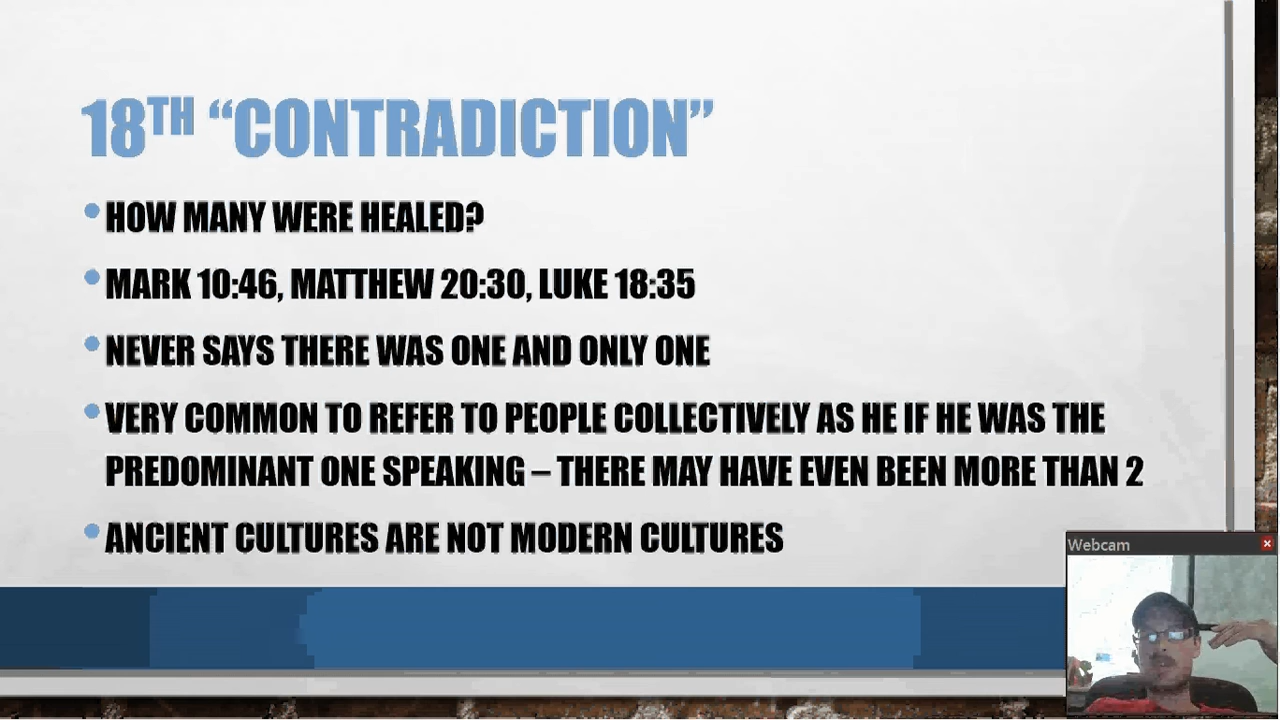 18TH “CONTRADICTION”
HOW MANY WERE HEALED?
MARK 10:46, MATTHEW 20:30, LUKE 18:35
NEVER SAYS THERE WAS ONE AND ONLY ONE
VERY COMMON TO REFER TO PEOPLE COLLECTIVELY AS HE IF HE WAS THE
PREDOMINANT ONE SPEAKING – THERE MAY HAVE EVEN BEEN MORE THAN 2
ANCIENT CULTURES ARE NOT MODERN CULTURES
Webcam